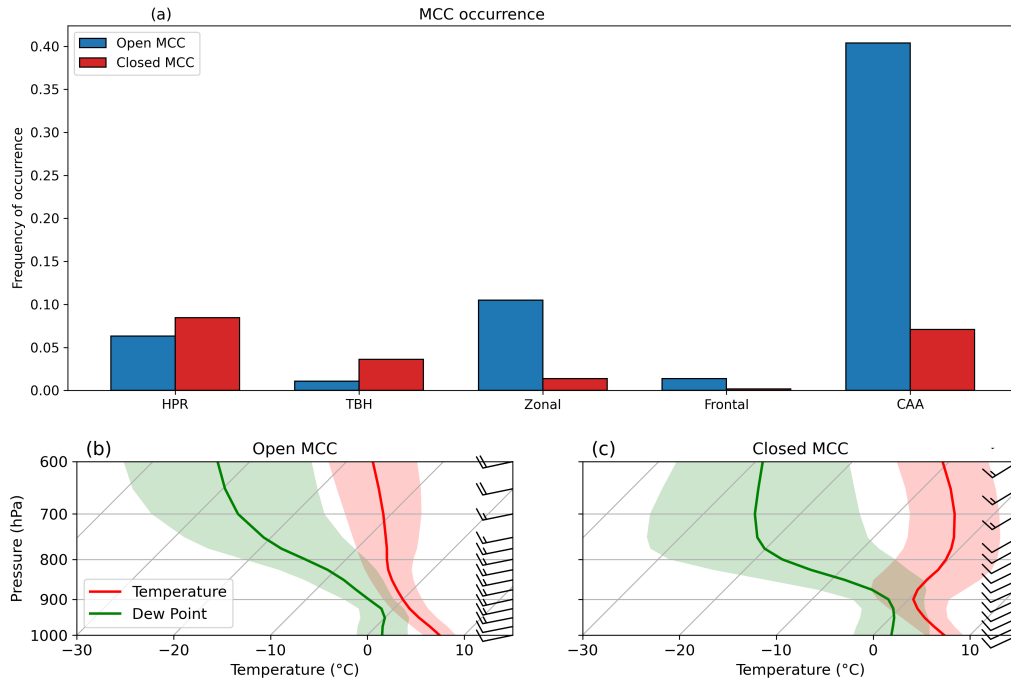 (a) MCC occurrence
Open MCC
Closed MCC
Frequency of occurrence
0.40
0.35
0.30
0.25
0.20
0.15
0.10
0.05
0.00
HPR TBH Zonal Frontal CAA
(b) Open MCC
Pressure (hPa)
600
700
800
900
1000
Temperature
Dew Point
−30 −20 −10 0 10
Temperature (°C)
(c) Closed MCC
−30 −20 −10 0 10
Temperature (°C)